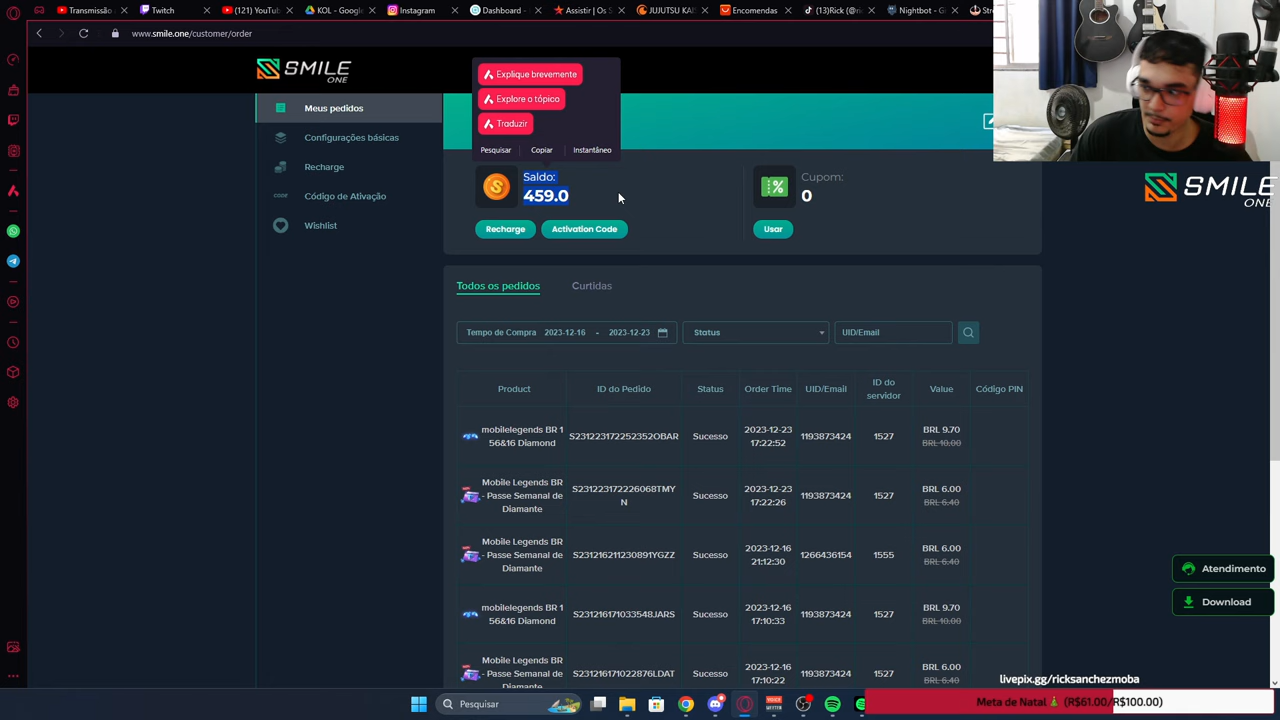 Transmissão
Twitch
(121) YouTu
KOL - Google
Instagram
Dashboard -
Assistir | Os S
JUJUTSU KAI
Encomendas
(13)Rick (@n
Nightbot - G
Str
www.smile.one/customer/order
SMILE
ONE
Explique brevemente
Explore o tópico
Traduzir
Pesquisar
Copiar
Instantâneo
Meus pedidos
Configurações básicas
Recharge
CODE
Código de Ativação
Wishlist
Saldo:
459.0
Recharge
Activation Code
Cupom:
0
Usar
SMILE
ONE
Todos os pedidos
Curtidas
Tempo de Compra 2023-12-16 - 2023-12-23
Status
UID/Email
Product
ID do Pedido
Status
Order Time
UID/Email
ID do
servidor
Value
Código PIN
mobilelegends BR 1
56&16 Diamond
S231223172252352OBAR
Sucesso
2023-12-23
17:22:52
1193873424
1527
BRL 9.70
BRL 10.00
Mobile Legends BR
- Passe Semanal de
Diamante
S231223172226068TMY
N
Sucesso
2023-12-23
17:22:26
1193873424
1527
BRL 6.00
BRL 6.40
Mobile Legends BR
- Passe Semanal de
Diamante
S231216211230891YGZZ
Sucesso
2023-12-16
21:12:30
1266436154
1555
BRL 6.00
BRL 6.40
mobilelegends BR 1
56&16 Diamond
S231216171033548JARS
Sucesso
2023-12-16
17:10:33
1193873424
1527
BRL 9.70
BRL 10.00
Mobile Legends BR
- Passe Semanal de
S231216171022876LDAT
Sucesso
2023-12-16
17:10:22
1193873424
1527
BRL 6.00
BRL 6.40
Atendimento
Download
livepix.gg/ricksanchezmoba
Meta de Natal🎄 (R$61.00/R$100.00)
Pesquisar